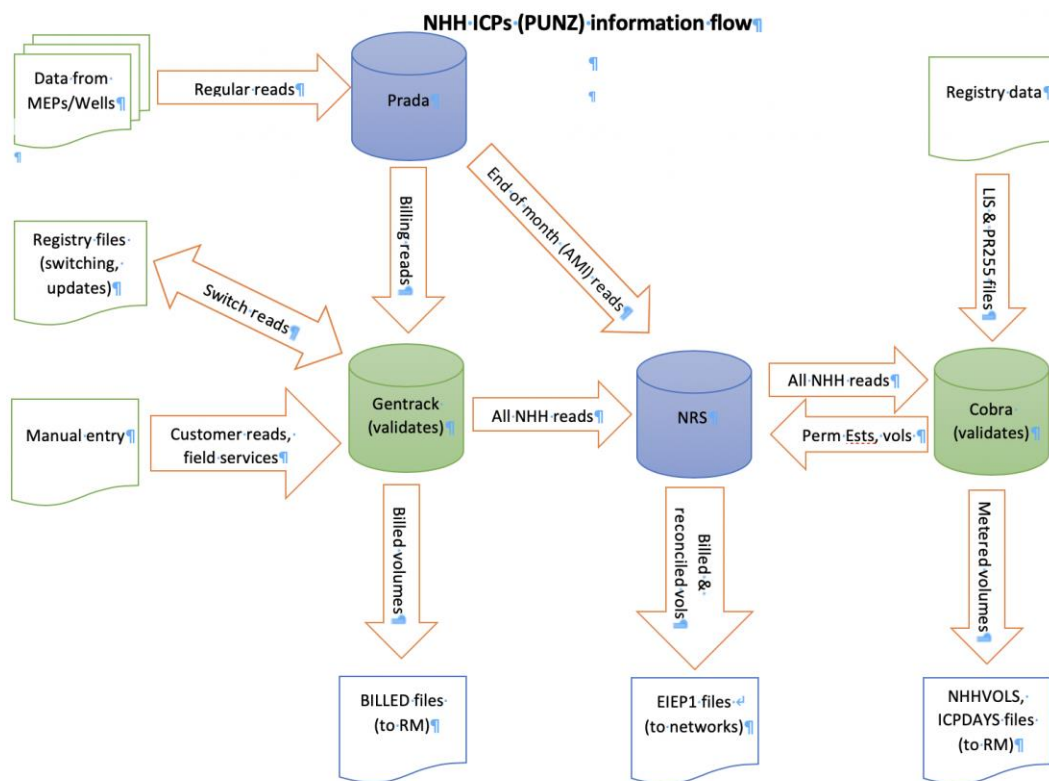 NHH ICPs (PUNZ) information flow¶
¶
¶
Data from
MEPs/Wells¶
¶
Regular reads¶
Prada¶
Registry data¶
Billing reads¶
End of month (AMI) reads¶
LIS & PR255 files¶
Registry files
(switching,
updates)¶
Switch reads¶
Manual entry¶
Customer reads,
field services¶
Gentrack
(validates)¶
All NHH reads¶
NRS¶
All NHH reads¶
Perm Ests, vols¶
Cobra
(validates)¶
Billed volumes¶
Billed &
reconciled vols¶
Metered volumes¶
BILLED files
(to RM)¶
EIEP1 files ↵
(to networks)¶
NHHVOLS,
ICPDAYS files
(to RM)¶